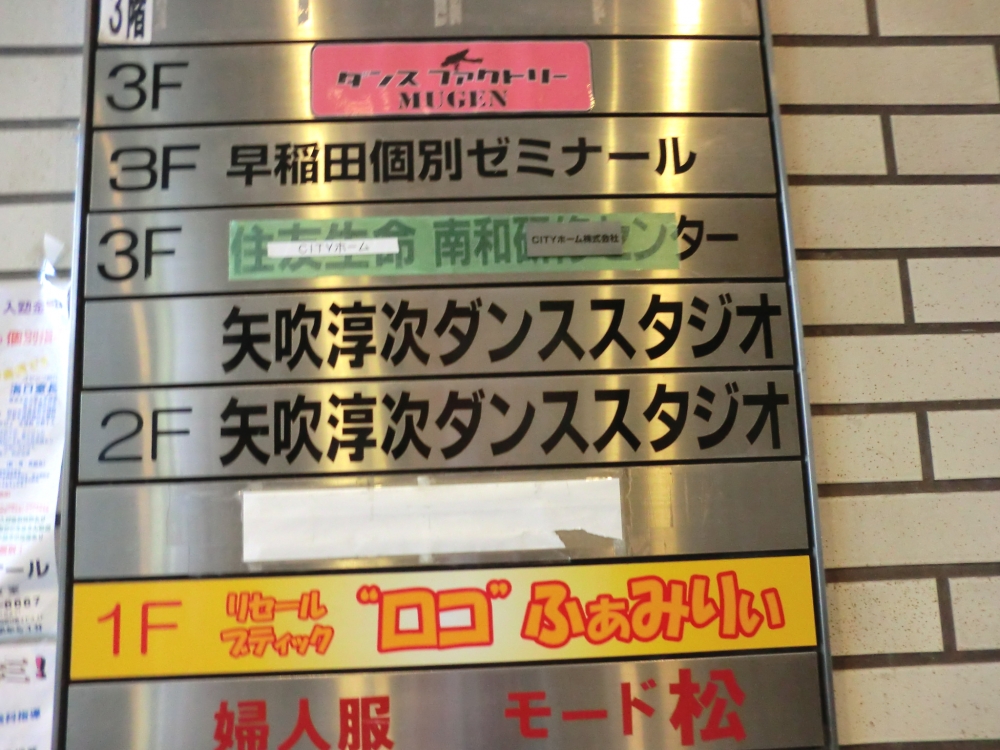 3階
3F ダンス ファクトリー
MUGEN
3F 早稲田個別ゼミナール
3F 住友生命 南和研修センター
CITYホーム
CITYホーム株式会社
矢吹淳次ダンススタジオ
2F 矢吹淳次ダンススタジオ
1F リセール
ブティック
“ロコ”ふぁみりい
婦人服 モード松